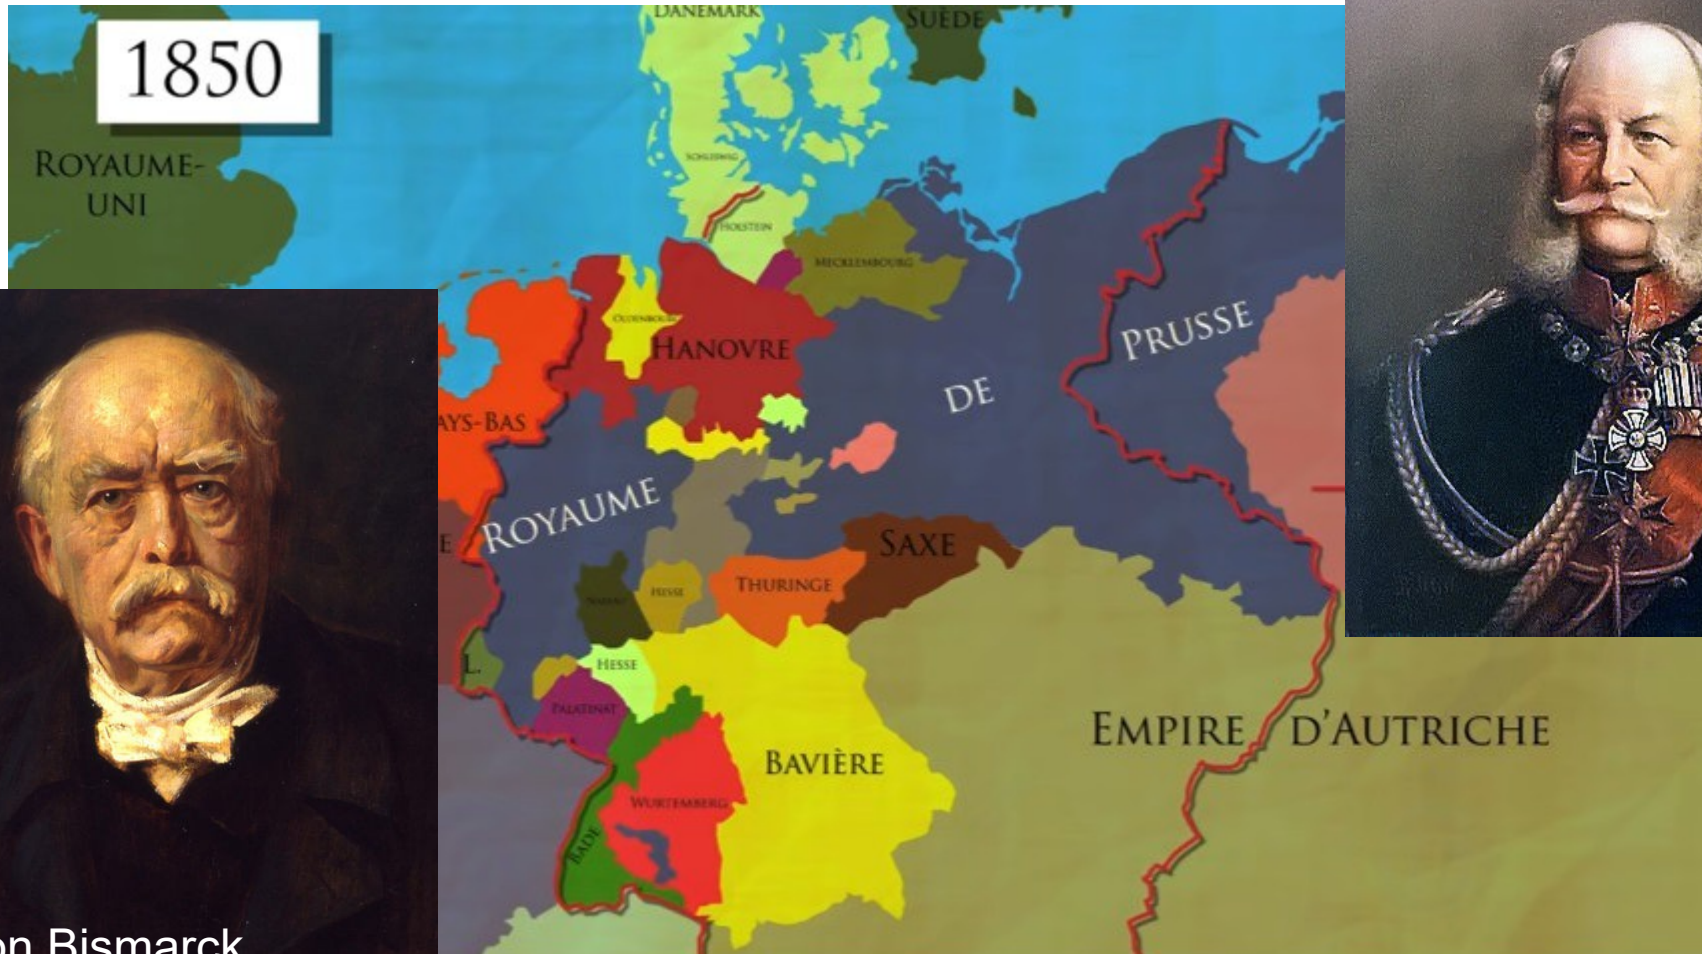 1850
DANEMARK
SUÈDE
ROYAUME-
UNI
SCHLESWIG
HOLSTEIN
MECKLEMBOURG
OLDENBOURG
HANOVRE
PRUSSE
DE
ROYAUME
AYS-BAS
E
SAXE
THURINGE
NASSAU
HESSE
HESSE
L.
PALATINAT
BAVIÈRE
EMPIRE D'AUTRICHE
WURTEMBERG
BADE
on Bismarck